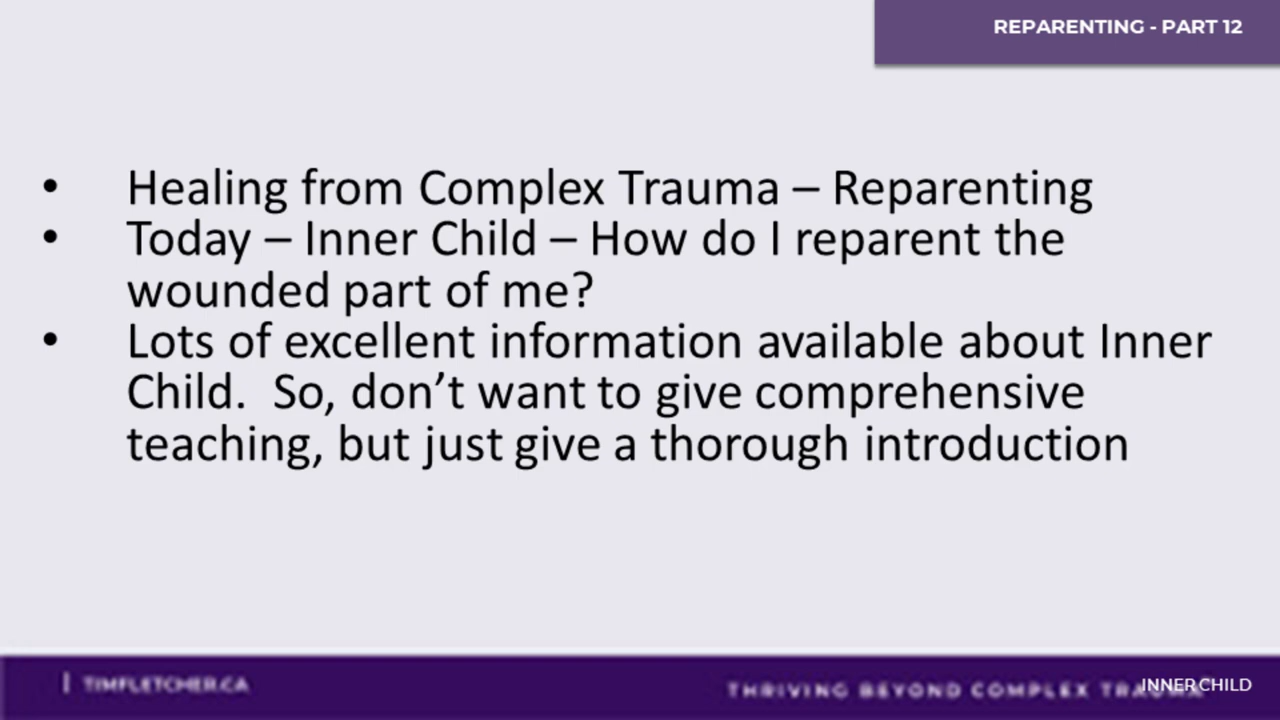 REPARENTING - PART 12
• Healing from Complex Trauma – Reparenting
• Today – Inner Child – How do I reparent the
wounded part of me?
• Lots of excellent information available about Inner
Child.  So, don’t want to give comprehensive
teaching, but just give a thorough introduction
| TIMFLETCHER.CA
THRIVING BEYOND COMPLEX TRAUMA
INNER CHILD